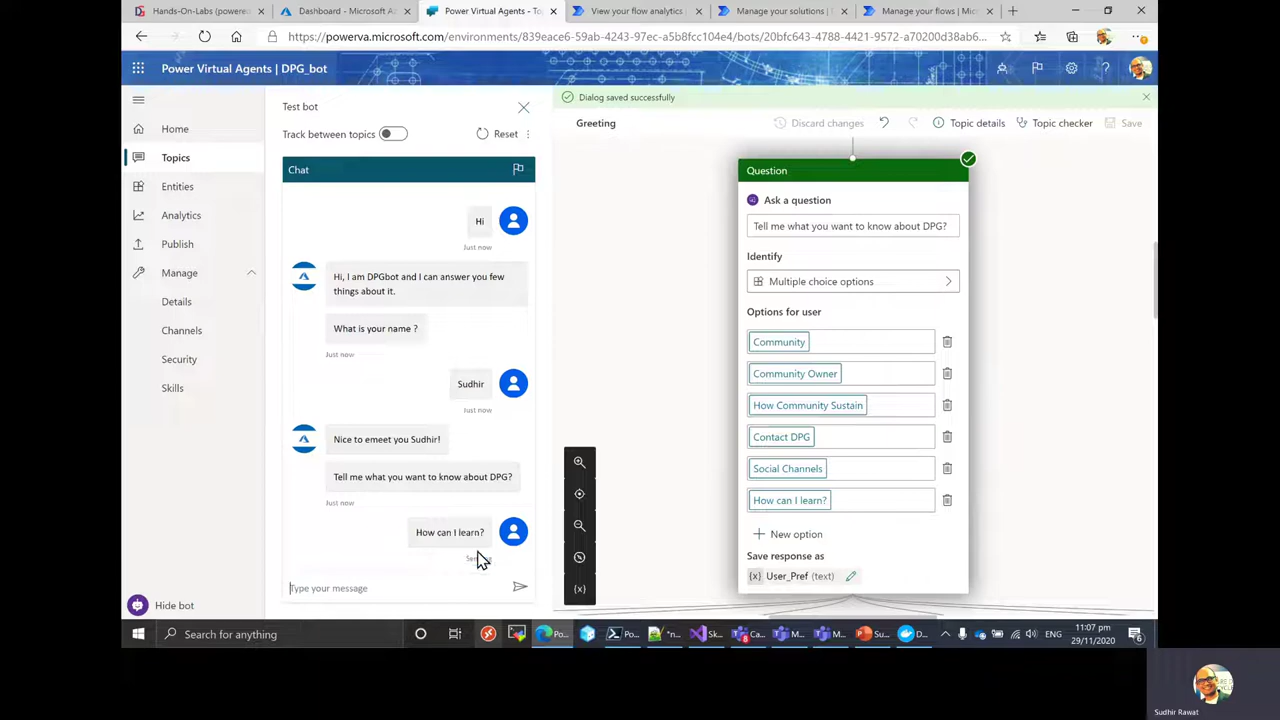 Hands-On-Labs (powerea
Dashboard - Microsoft A
Power Virtual Agents - To
View your flow analytics
Manage your solutions |
Manage your flows | Mic
https://powerva.microsoft.com/environments/839eace6-59ab-4243-97ec-a5b8fcc104e4/bots/20bfc643-4788-4421-9572-a70200d38ab6...
Power Virtual Agents | DPG_bot
Home
Topics
Entities
Analytics
Publish
Manage
Details
Channels
Security
Skills
Hide bot
Test bot
Track between topics
Reset
Chat
Hi
Just now
Hi, I am DPGbot and I can answer you few
things about it.
What is your name ?
Just now
Sudhir
Just now
Nice to emeet you Sudhir!
Tell me what you want to know about DPG?
Just now
How can I learn?
Type your message
Dialog saved successfully
Greeting
Discard changes
Topic details
Topic checker
Save
Question
Ask a question
Tell me what you want to know about DPG?
Identify
Multiple choice options
Options for user
Community
Community Owner
How Community Sustain
Contact DPG
Social Channels
How can I learn?
New option
Save response as
{x} User_Pref (text)
{x}
Search for anything
Po...
Po...
"n...
Sk...
Ca...
M...
M...
Su...
D...
ENG
11:07 pm
29/11/2020
6
Sudhir Rawat